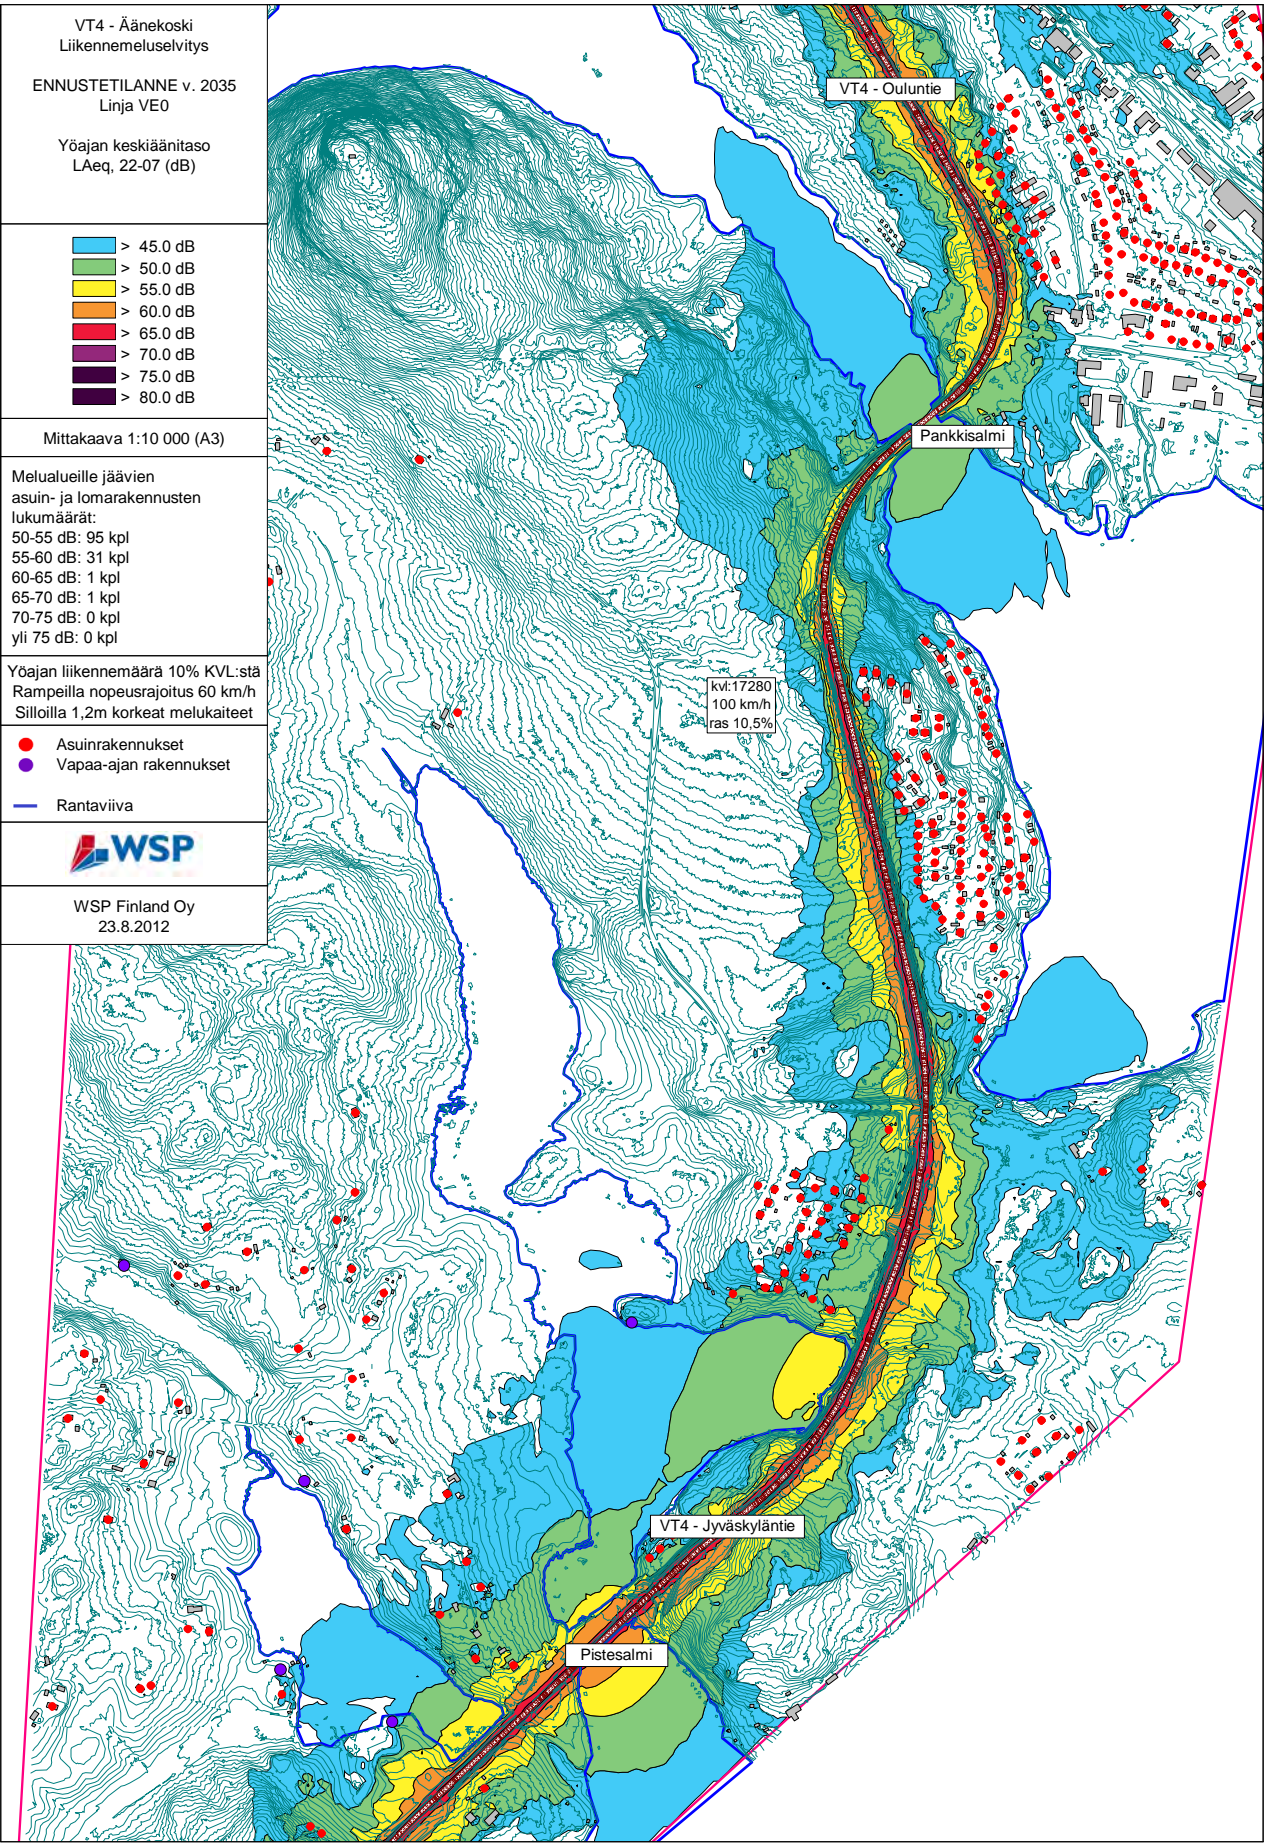 VT4 - Äänekoski
Liikennemeluselvitys
ENNUSTETILANNE v. 2035
Linja VE0
Yöajan keskiäänitaso
LAeq, 22-07 (dB)
> 45.0 dB
> 50.0 dB
> 55.0 dB
> 60.0 dB
> 65.0 dB
> 70.0 dB
> 75.0 dB
> 80.0 dB
Mittakaava 1:10 000 (A3)
Melualueille jäävien
asuin- ja lomarakennusten
lukumäärät:
50-55 dB: 95 kpl
55-60 dB: 31 kpl
60-65 dB: 1 kpl
65-70 dB: 1 kpl
70-75 dB: 0 kpl
yli 75 dB: 0 kpl
Yöajan liikennemäärä 10% KVL:stä
Rampeilla nopeusrajoitus 60 km/h
Silloilla 1,2m korkeat melukaiteet
Asuinrakennukset
Vapaa-ajan rakennukset
Rantaviiva
WSP
WSP Finland Oy
23.8.2012
VT4 - Ouluntie
Pankkisalmi
kvl:17280
100 km/h
ras 10,5%
VT4 - Jyväskyläntie
Pistesalmi